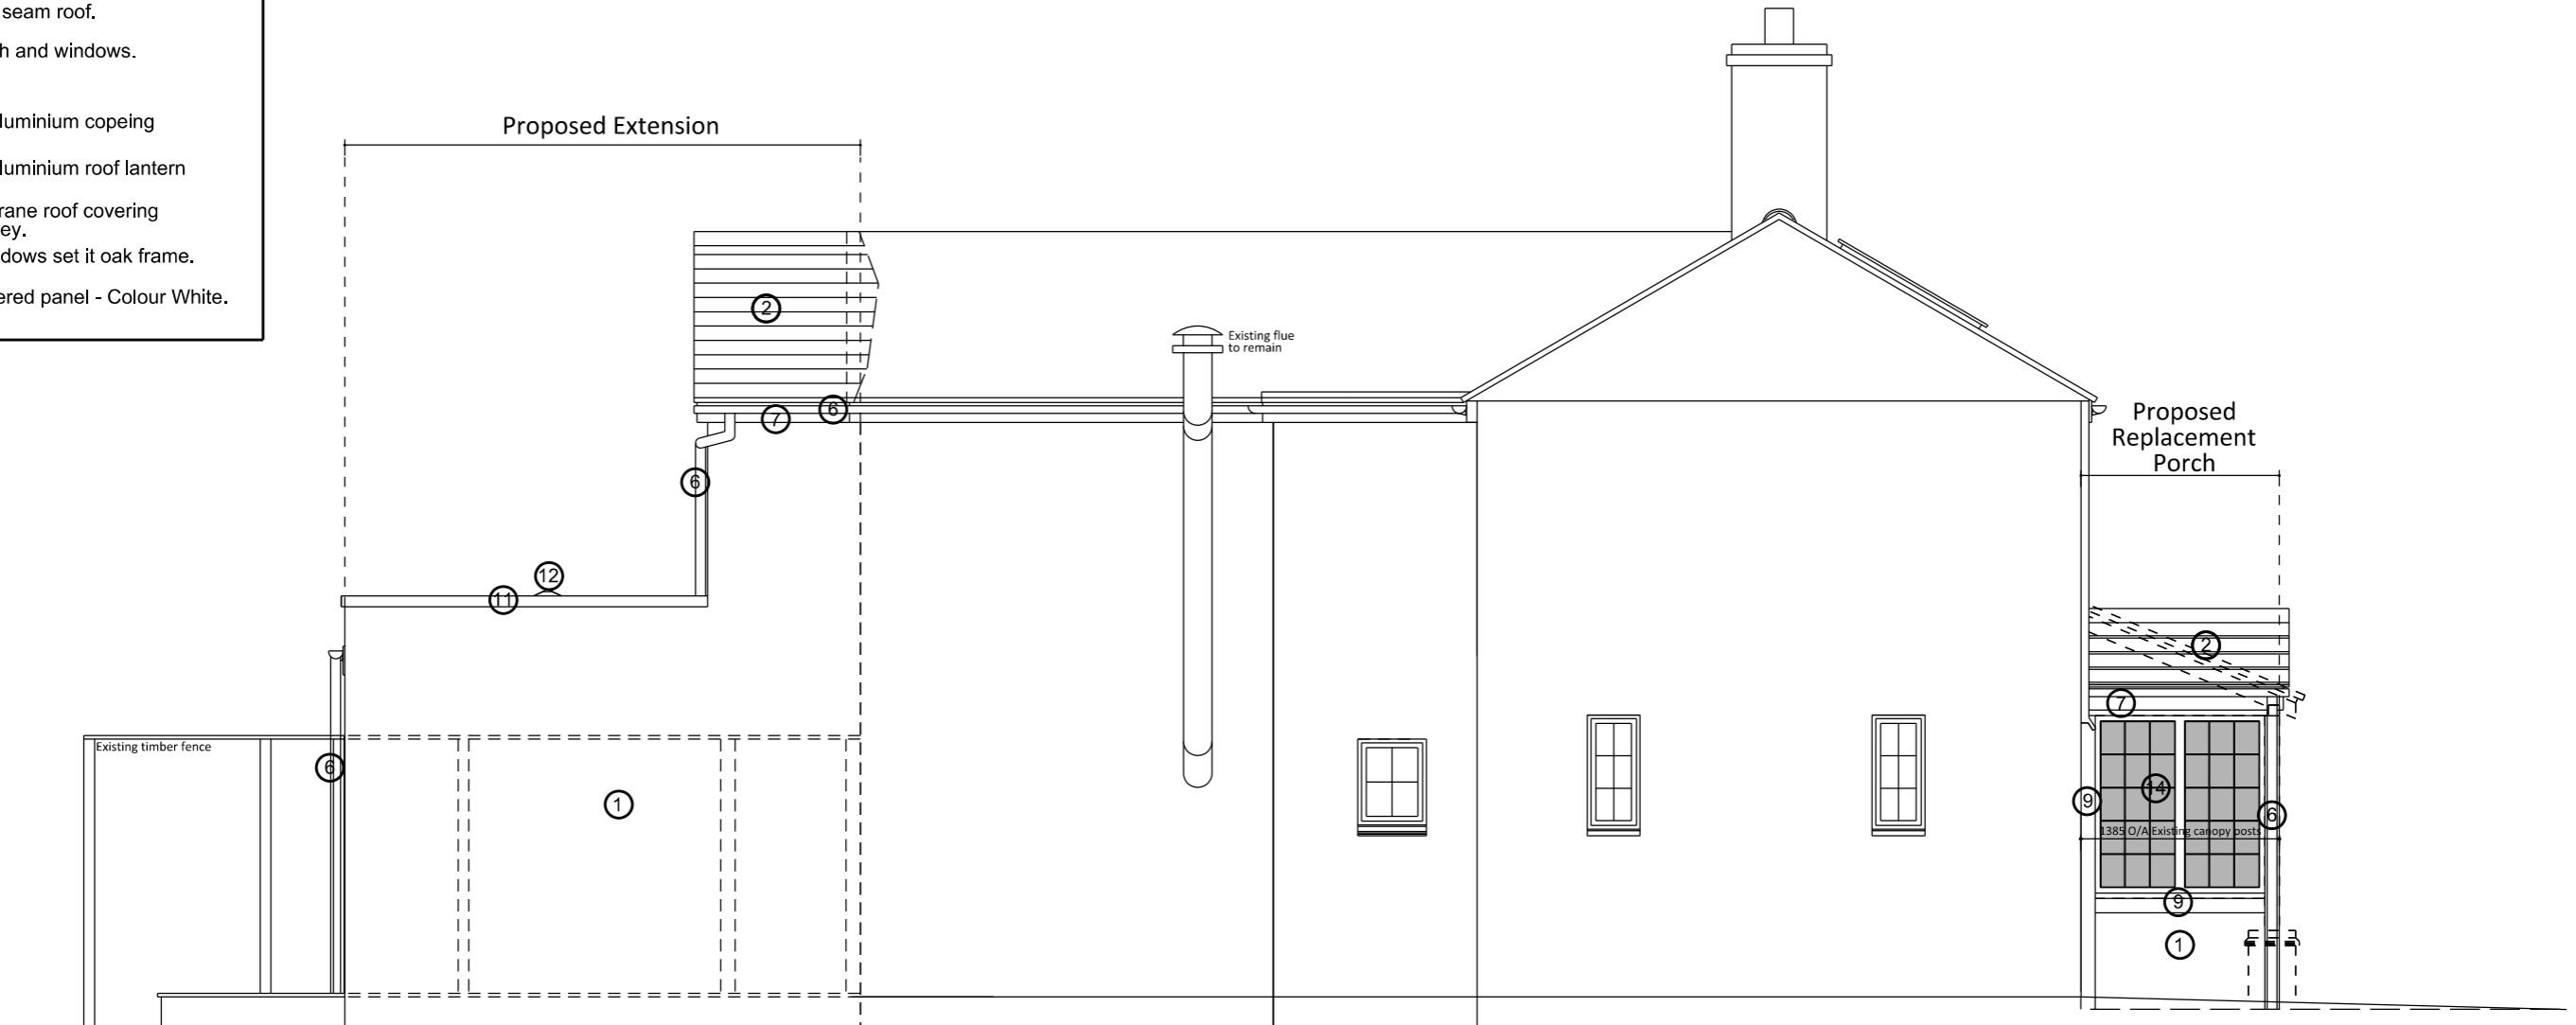 seam roof.
h and windows.
luminium copeing
luminium roof lantern
rane roof covering
ey.
dows set it oak frame.
ered panel - Colour White.
Proposed Extension
2
Existing flue
to remain
6
7
6
Proposed
Replacement
Porch
12
11
2
7
Existing timber fence
6
1
14
9
6
1385 O/A Existing canopy posts
9
1